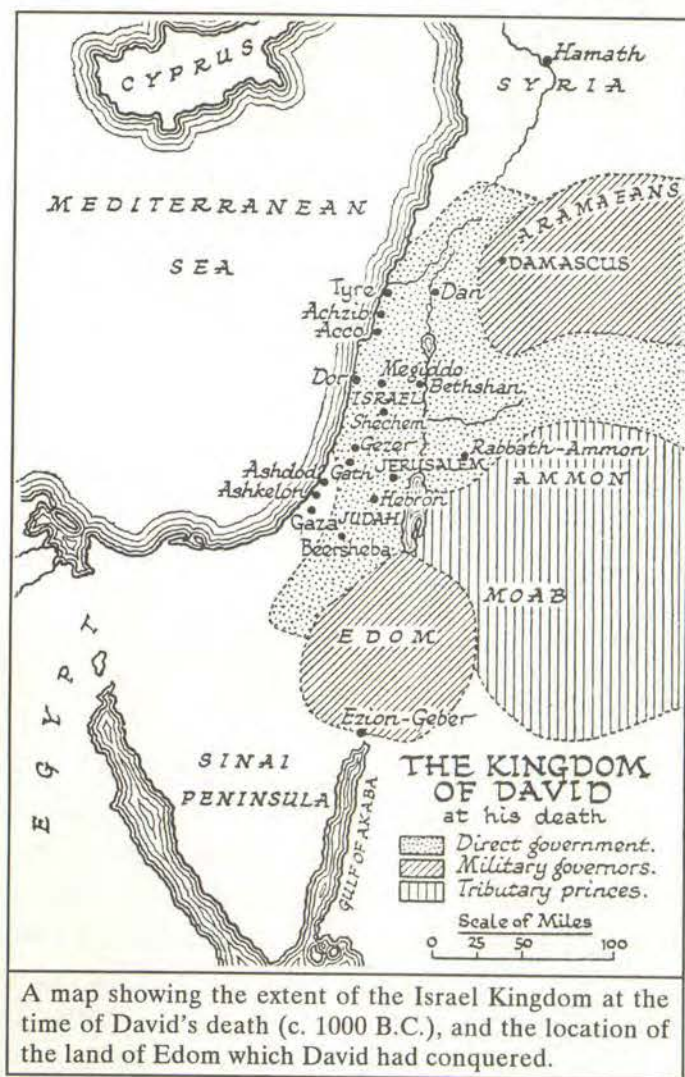 CYPRUS
Hamath
SYRIA
MEDITERRANEAN
SEA
ARAMAEANS
DAMASCUS
Tyre
Dan
Achzib
Acco
Dor
Megiddo
Bethshan
ISRAEL
Shechem
Gezer
Rabbath-Ammon
Ashdod
Gath
JERUSALEM
AMMON
Ashkelon
Hebron
Gaza
JUDAH
Beersheba
MOAB
EDOM
EGYPT
Ezion-Geber
SINAI
PENINSULA
GULF OF AKABA
THE KINGDOM
OF DAVID
at his death
Direct government.
Military governors.
Tributary princes.
Scale of Miles
0 25 50 100
A map showing the extent of the Israel Kingdom at the
time of David's death (c. 1000 B.C.), and the location of
the land of Edom which David had conquered.